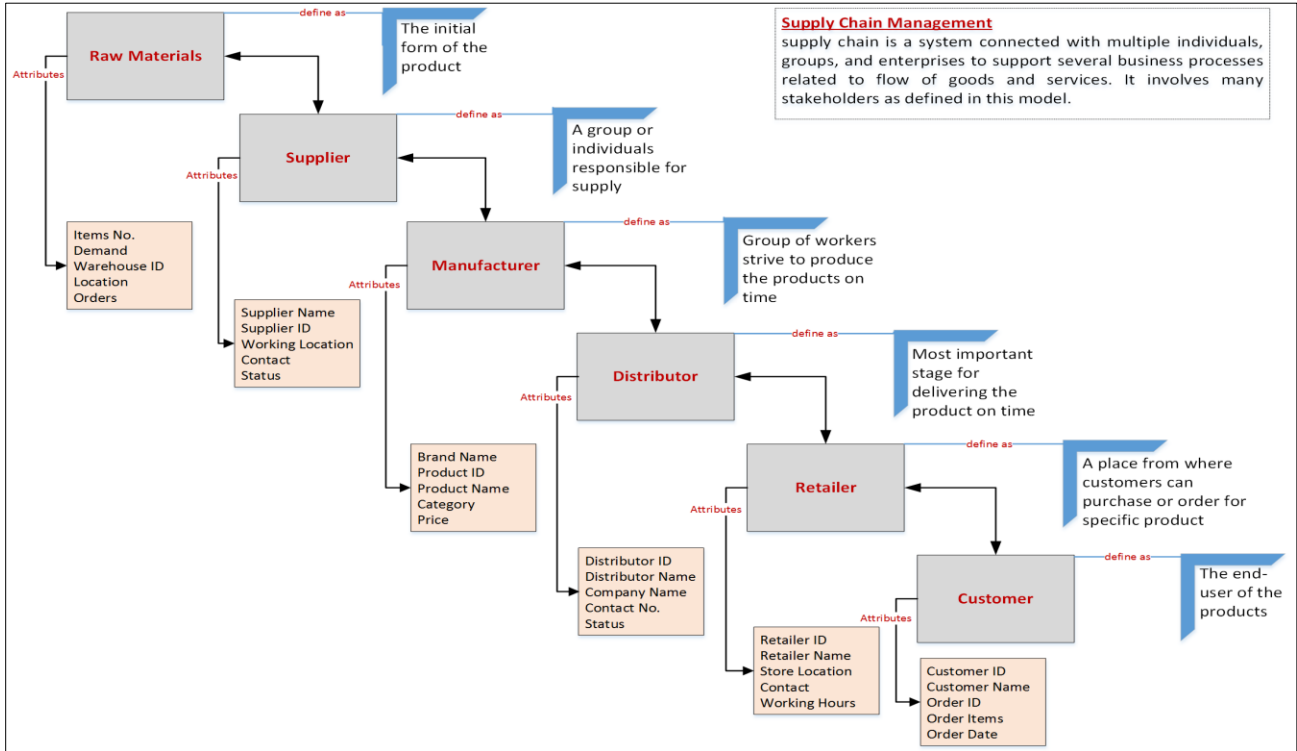 define as
The initial
form of the
product
Raw Materials
Attributes
Items No.
Demand
Warehouse ID
Location
Orders
Supply Chain Management
supply chain is a system connected with multiple individuals,
groups, and enterprises to support several business processes
related to flow of goods and services. It involves many
stakeholders as defined in this model.
define as
A group or
individuals
responsible for
supply
Supplier
Attributes
Supplier Name
Supplier ID
Working Location
Contact
Status
define as
Group of workers
strive to produce
the products on
time
Manufacturer
Attributes
Brand Name
Product ID
Product Name
Category
Price
define as
Most important
stage for
delivering the
product on time
Distributor
Attributes
Distributor ID
Distributor Name
Company Name
Contact No.
Status
define as
A place from where
customers can
purchase or order for
specific product
Retailer
Attributes
Retailer ID
Retailer Name
Store Location
Contact
Working Hours
define as
The end-
user of the
products
Customer
Attributes
Customer ID
Customer Name
Order ID
Order Items
Order Date